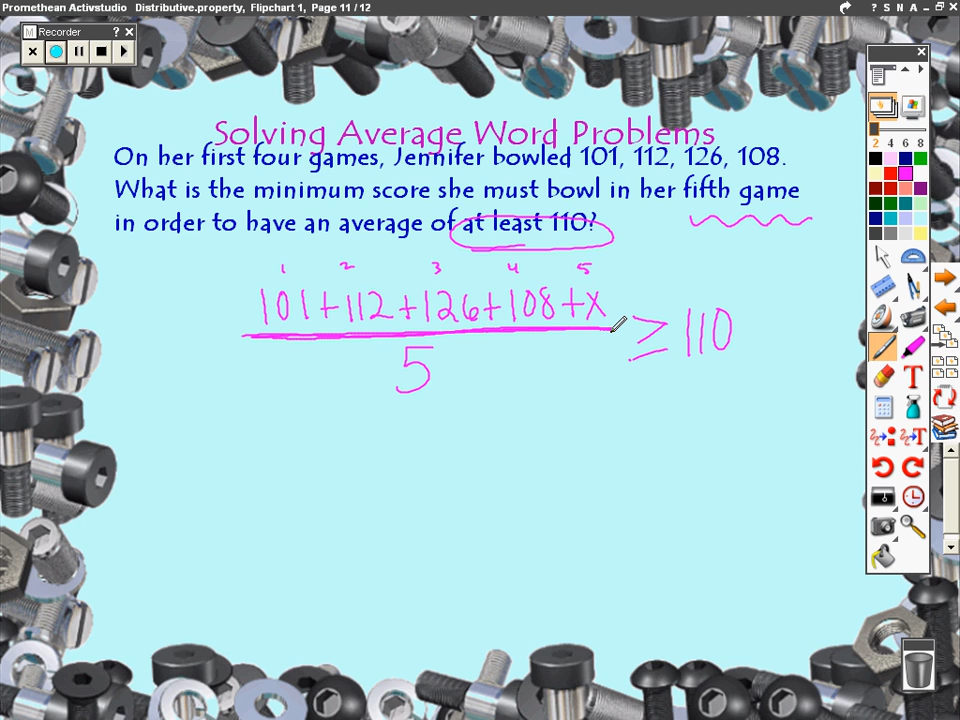 Promethean Activstudio Distributive.property, Flipchart 1, Page 11 / 12
? S N A
M Recorder ? X
Solving Average Word Problems
On her first four games, Jennifer bowled 101, 112, 126, 108.
What is the minimum score she must bowl in her fifth game
in order to have an average of at least 110?
1 2 3 4 5
101+112+126+108+x
≥110
5
2 4 6 8
T